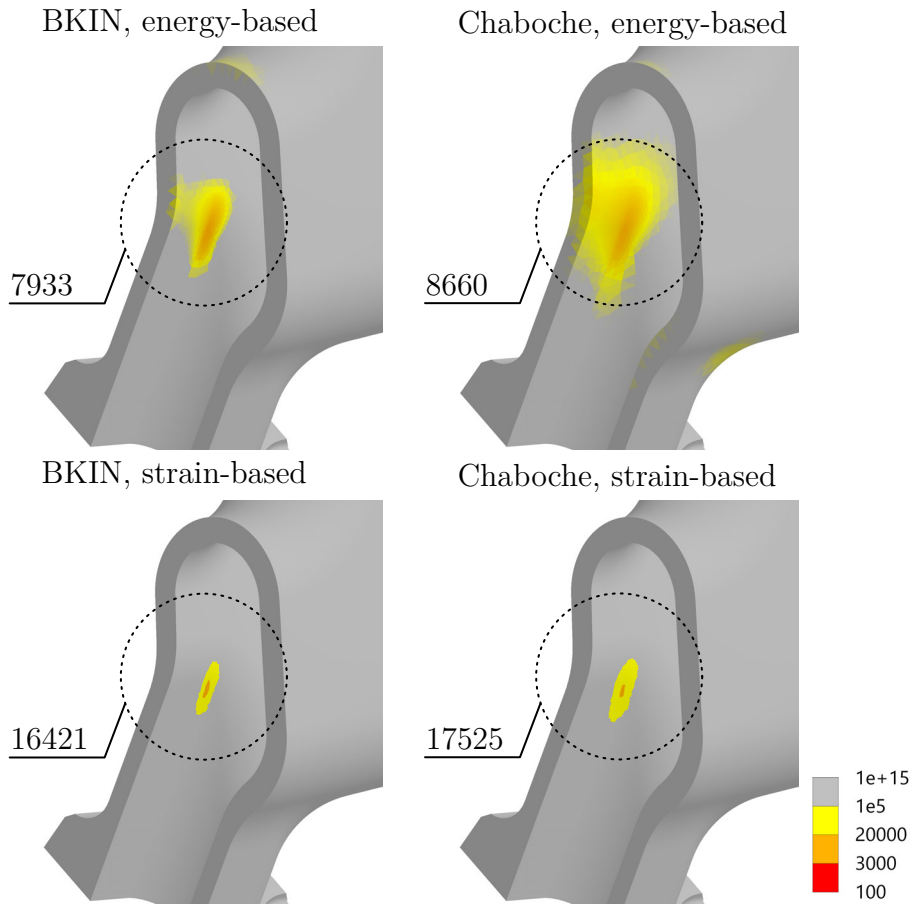 BKIN, energy-based
Chaboche, energy-based
7933
8660
BKIN, strain-based
Chaboche, strain-based
16421
17525
1e+15
1e5
20000
3000
100